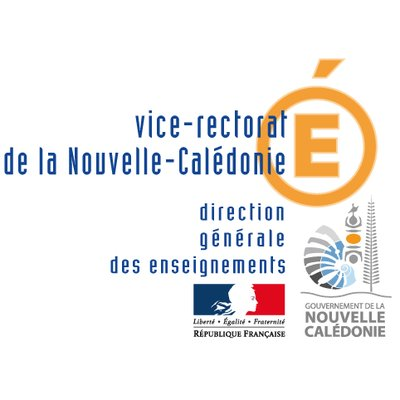 vice-rectorat
de la Nouvelle-Calédonie
É
direction
générale
des enseignements
Liberté • Égalité • Fraternité
RÉPUBLIQUE FRANÇAISE
GOUVERNEMENT DE LA
NOUVELLE
CALÉDONIE